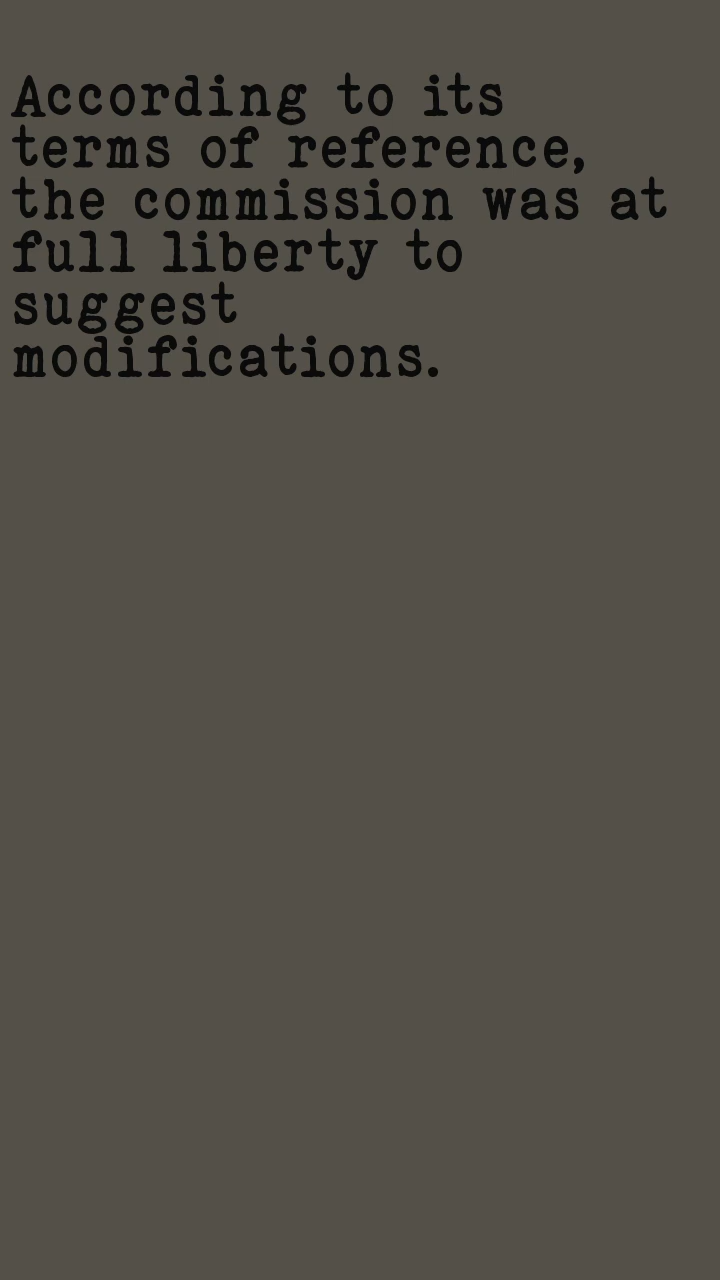 According to its
terms of reference,
the commission was at
full liberty to
suggest
modifications.